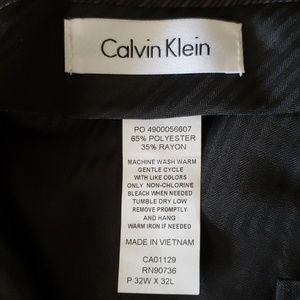 Calvin Klein
PO 4900056607
65% POLYESTER
35% RAYON
MACHINE WASH WARM
GENTLE CYCLE
WITH LIKE COLORS
ONLY NON-CHLORINE
BLEACH WHEN NEEDED
TUMBLE DRY LOW
REMOVE PROMPTLY
AND HANG
WARM IRON IF NEEDED
MADE IN VIETNAM
CA01129
RN90736
P 32W X 32L